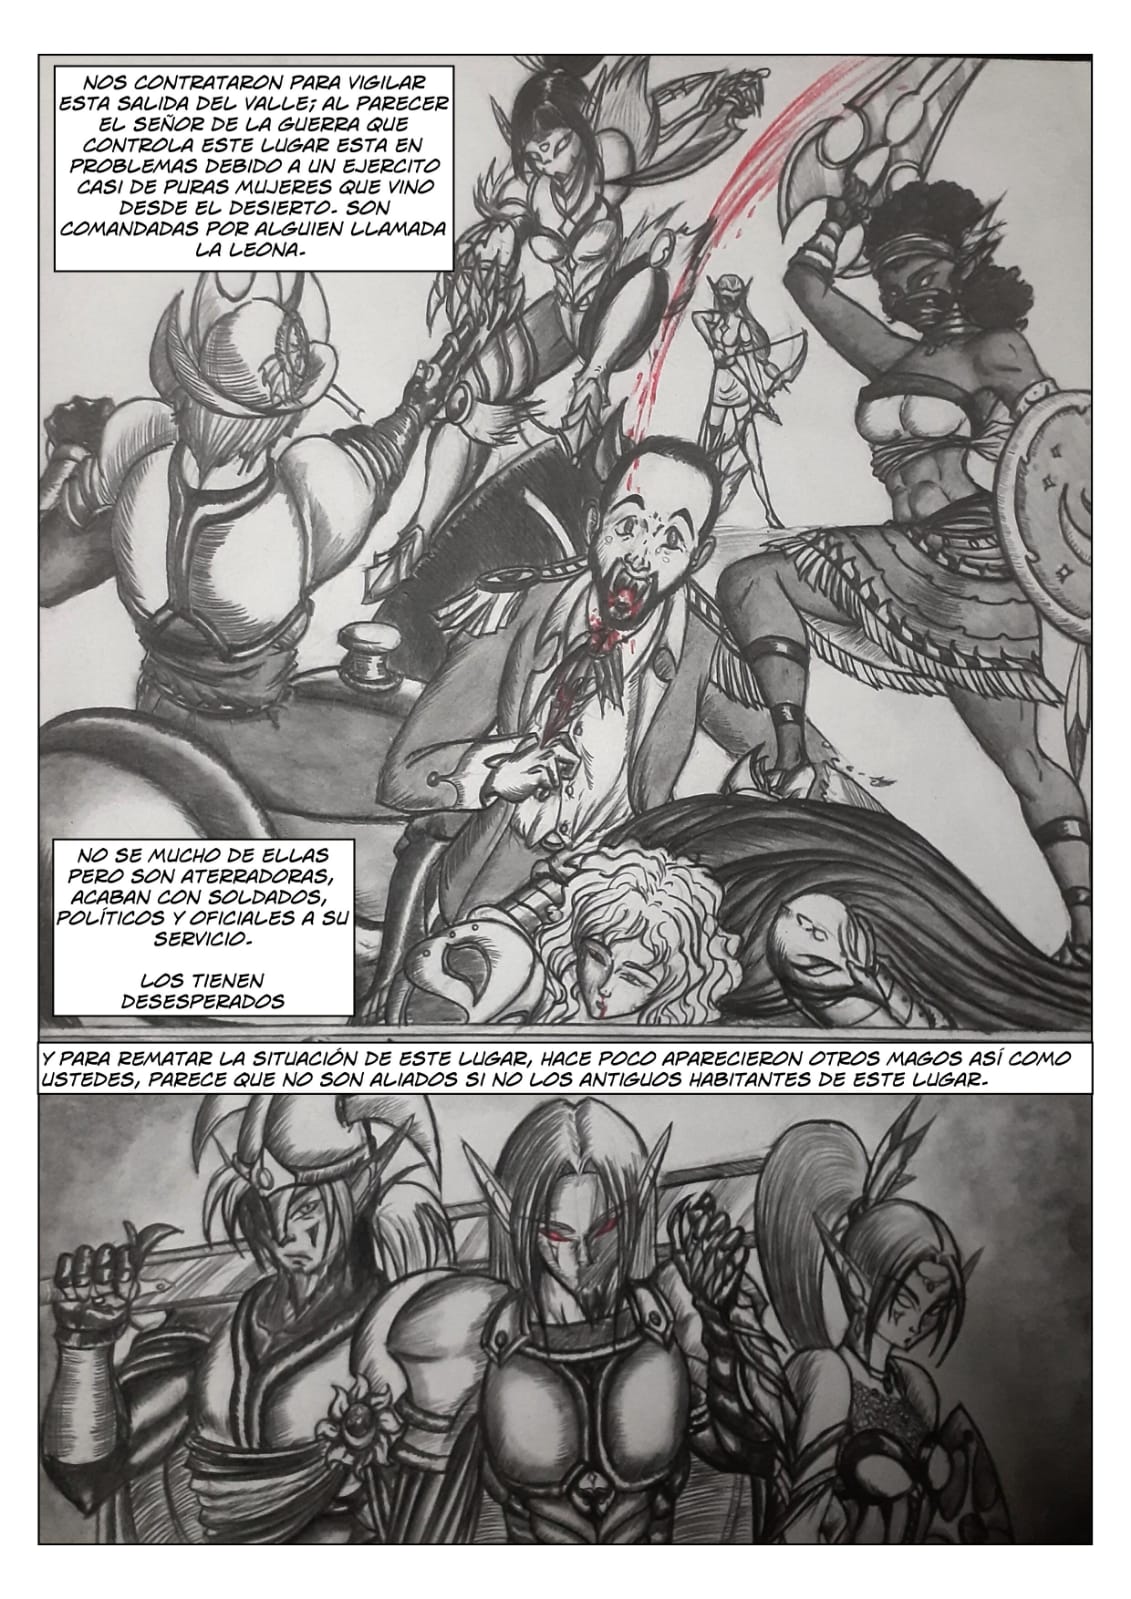 NOS CONTRATARON PARA VIGILAR
ESTA SALIDA DEL VALLE; AL PARECER
EL SEÑOR DE LA GUERRA QUE
CONTROLA ESTE LUGAR ESTA EN
PROBLEMAS DEBIDO A UN EJERCITO
CASI DE PURAS MUJERES QUE VINO
DESDE EL DESIERTO. SON
COMANDADAS POR ALGUIEN LLAMADA
LA LEONA.
NO SE MUCHO DE ELLAS
PERO SON ATERRADORAS,
ACABAN CON SOLDADOS,
POLÍTICOS Y OFICIALES A SU
SERVICIO.
LOS TIENEN
DESESPERADOS
Y PARA REMATAR LA SITUACIÓN DE ESTE LUGAR, HACE POCO APARECIERON OTROS MAGOS ASÍ COMO
USTEDES, PARECE QUE NO SON ALIADOS SI NO LOS ANTIGUOS HABITANTES DE ESTE LUGAR.